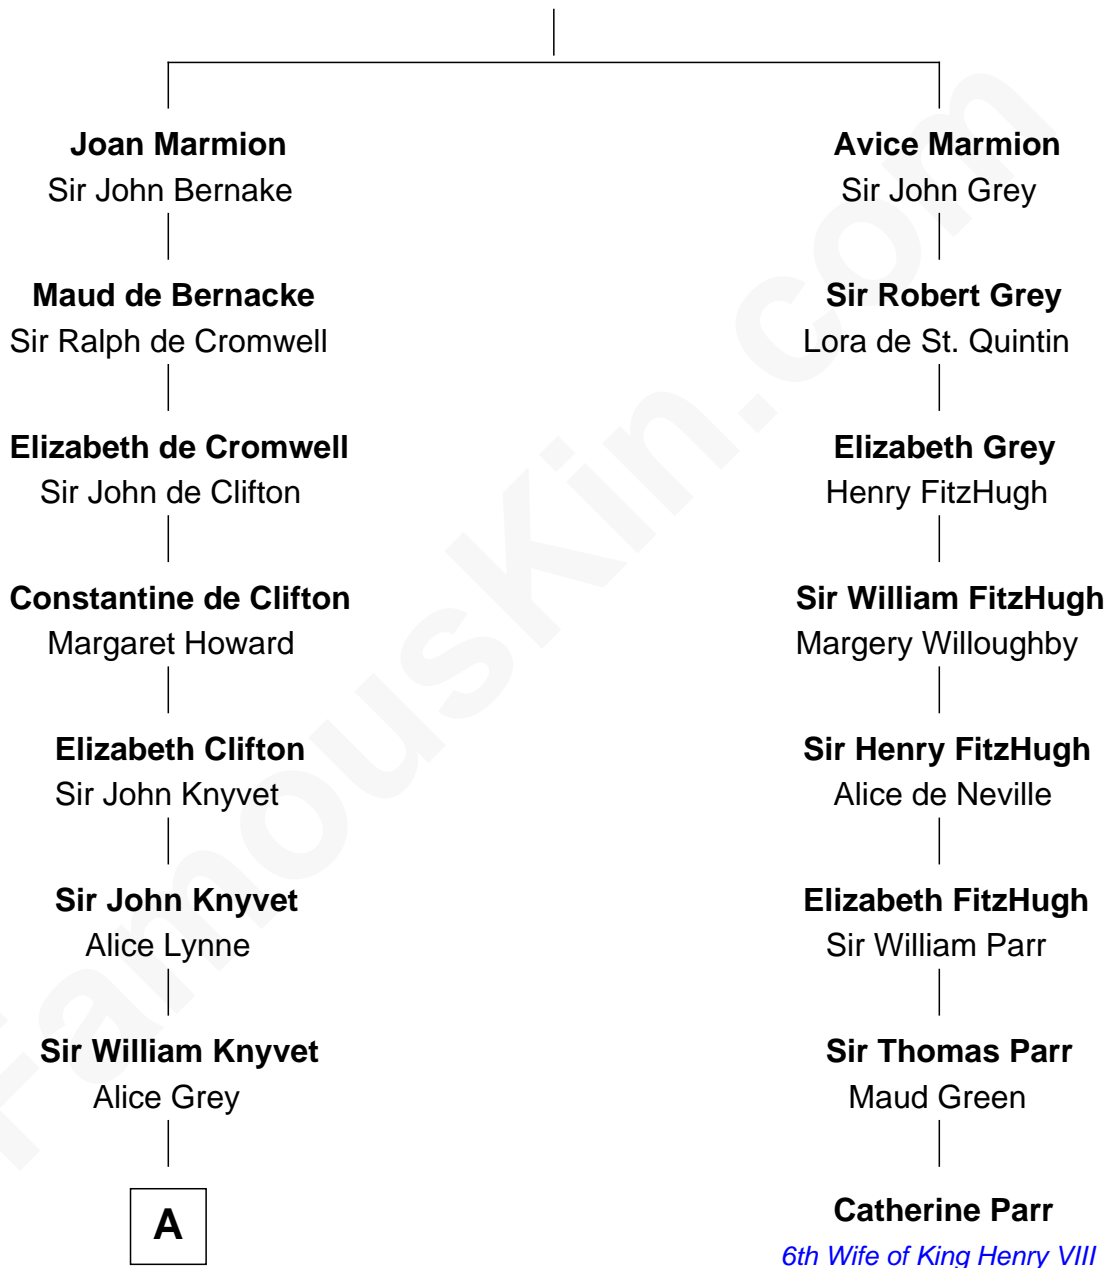 Joan Marmion
Sir John Bernake
Maud de Bernacke
Sir Ralph de Cromwell
Elizabeth de Cromwell
Sir John de Clifton
Constantine de Clifton
Margaret Howard
Elizabeth Clifton
Sir John Knyvet
Sir John Knyvet
Alice Lynne
Sir William Knyvet
Alice Grey
A
Avice Marmion
Sir John Grey
Sir Robert Grey
Lora de St. Quintin
Elizabeth Grey
Henry FitzHugh
Sir William FitzHugh
Margery Willoughby
Sir Henry FitzHugh
Alice de Neville
Elizabeth FitzHugh
Sir William Parr
Sir Thomas Parr
Maud Green
Catherine Parr
6th Wife of King Henry VIII
FamousKin.com